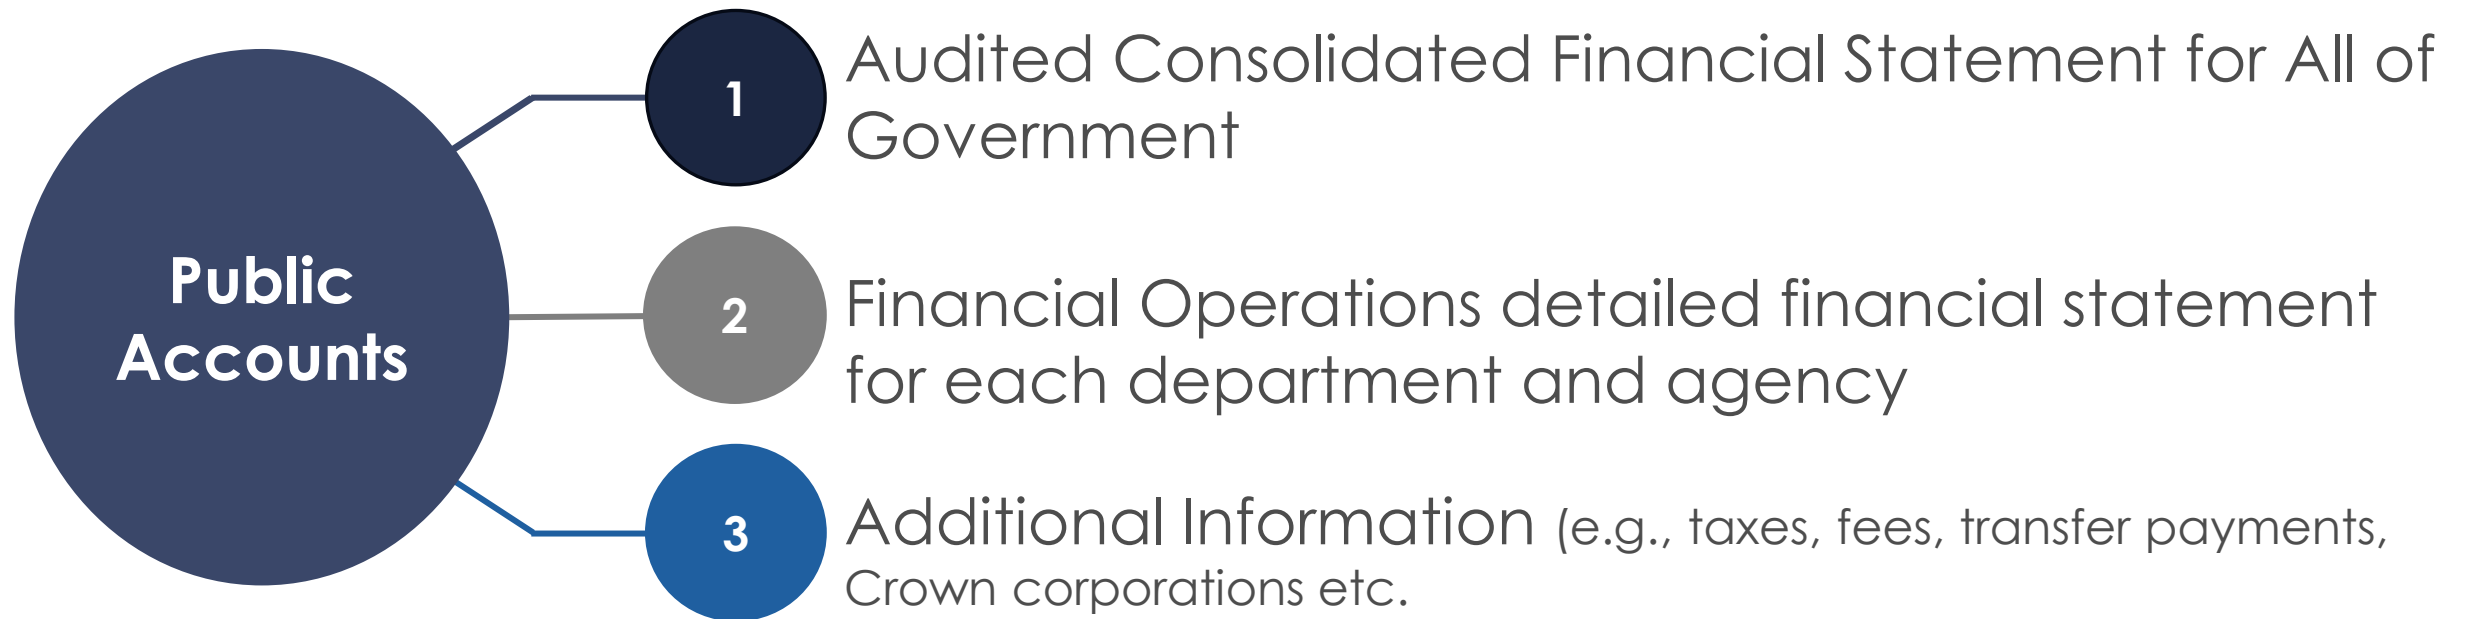 Public
Accounts
1
Audited Consolidated Financial Statement for All of
Government
2
Financial Operations detailed financial statement
for each department and agency
3
Additional Information (e.g., taxes, fees, transfer payments,
Crown corporations etc.